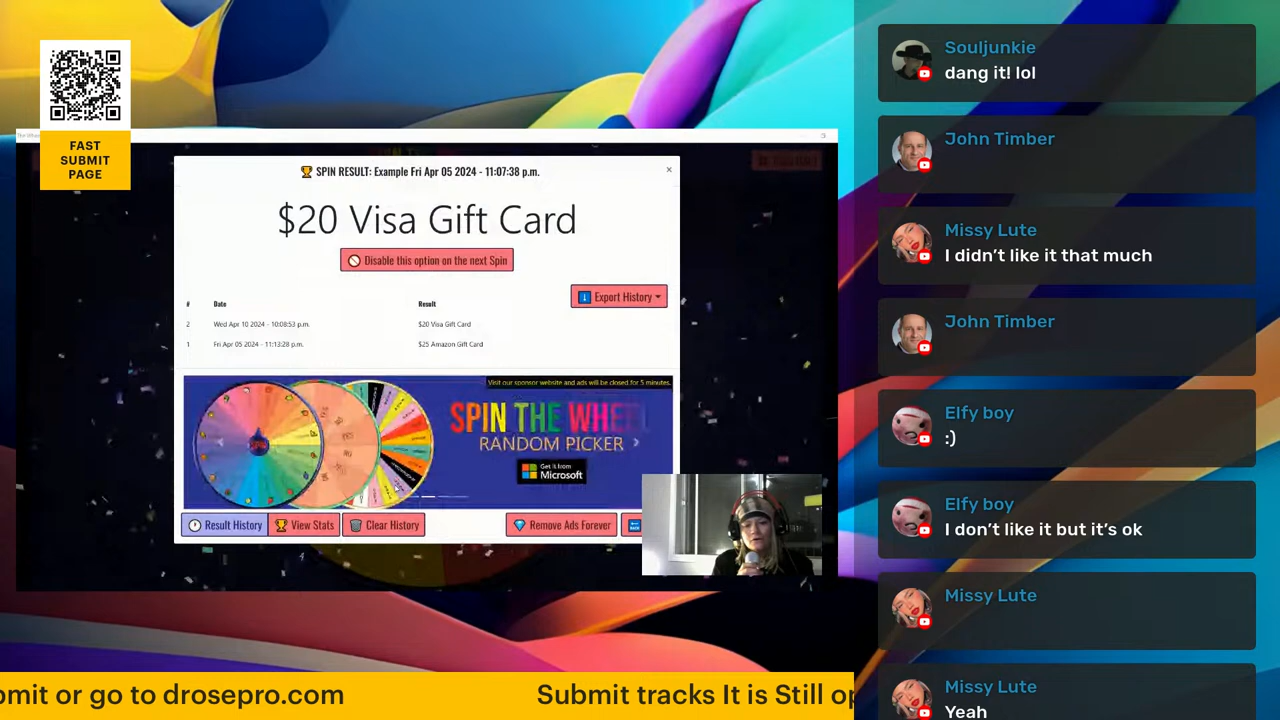 FAST
SUBMIT
PAGE
SPIN RESULT: Example Fri Apr 05 2024 - 11:07:38 p.m.
×
$20 Visa Gift Card
Disable this option on the next Spin
Export History
# Date Result
2 Wed Apr 10 2024 - 10:08:53 p.m. $20 Visa Gift Card
1 Fri Apr 05 2024 - 11:13:28 p.m. $25 Amazon Gift Card
Visit our sponsor website and ads will be closed for 5 minutes.
SPIN THE WHEEL
RANDOM PICKER
Get it from
Microsoft
Result History
View Stats
Clear History
Remove Ads Forever
omit or go to drosepro.com
Submit tracks It is Still op
Souljunkie
dang it! lol
John Timber
Missy Lute
I didn’t like it that much
John Timber
Elfy boy
:)
Elfy boy
I don’t like it but it’s ok
Missy Lute
Missy Lute
Yeah